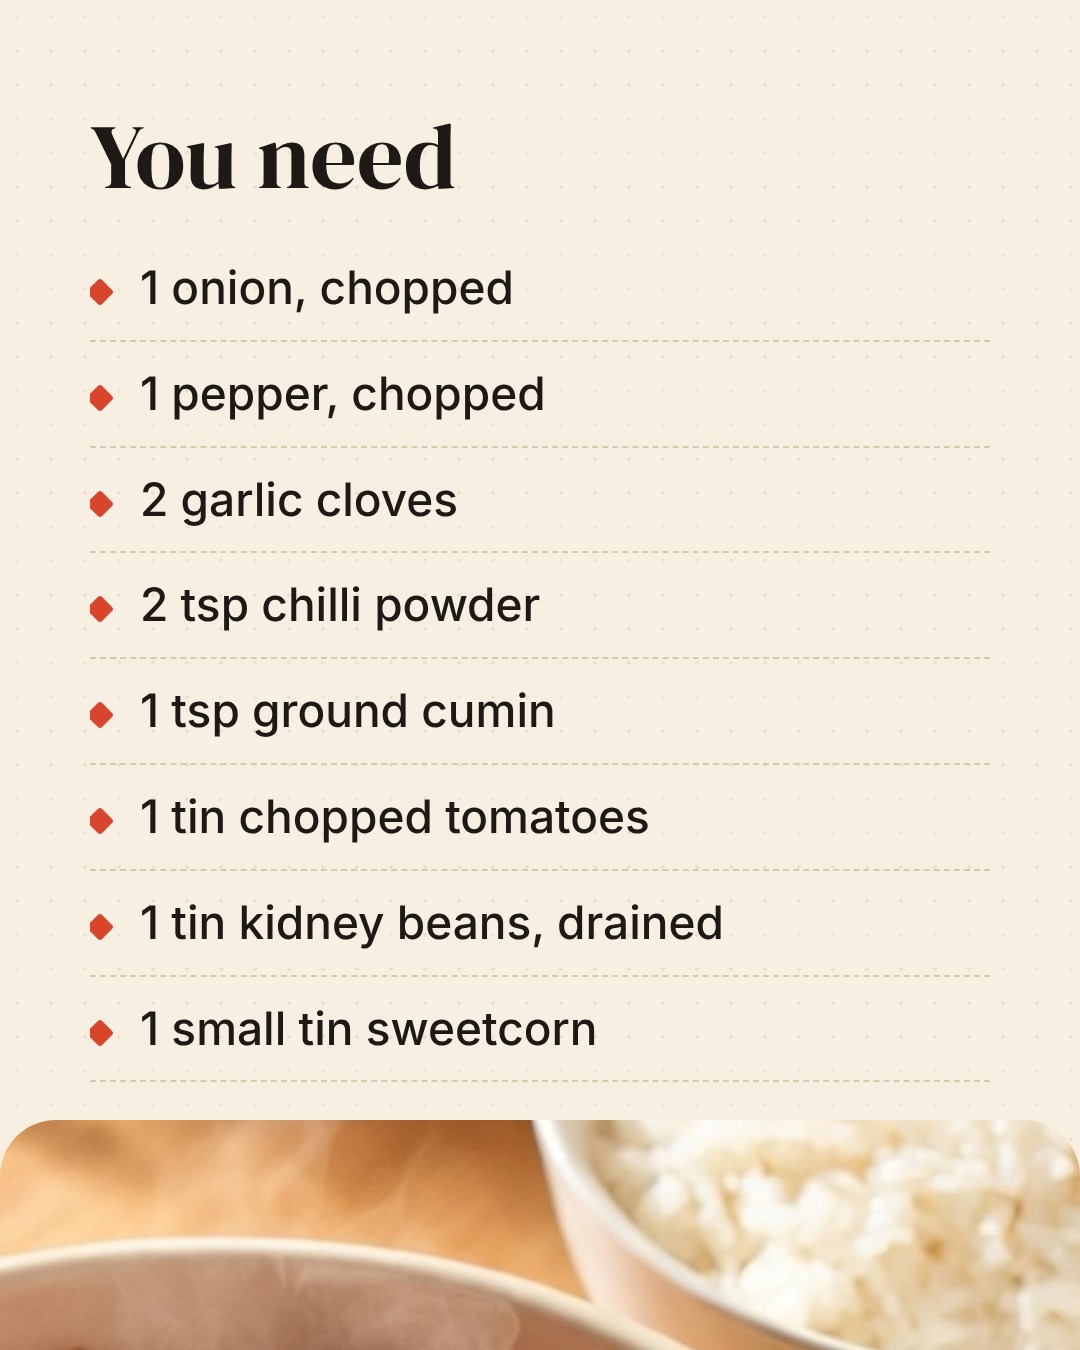 You need
1 onion, chopped
1 pepper, chopped
2 garlic cloves
2 tsp chilli powder
1 tsp ground cumin
1 tin chopped tomatoes
1 tin kidney beans, drained
1 small tin sweetcorn